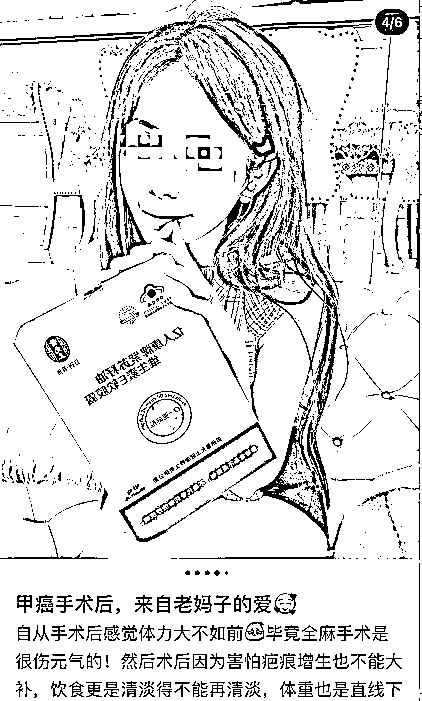 4/6
甲癌手术后，来自老妈子的爱
自从手术后感觉体力大不如前 毕竟全麻手术是
很伤元气的！然后术后因为害怕疤痕增生也不能大
补，饮食更是清淡得不能再清淡，体重也是直线下